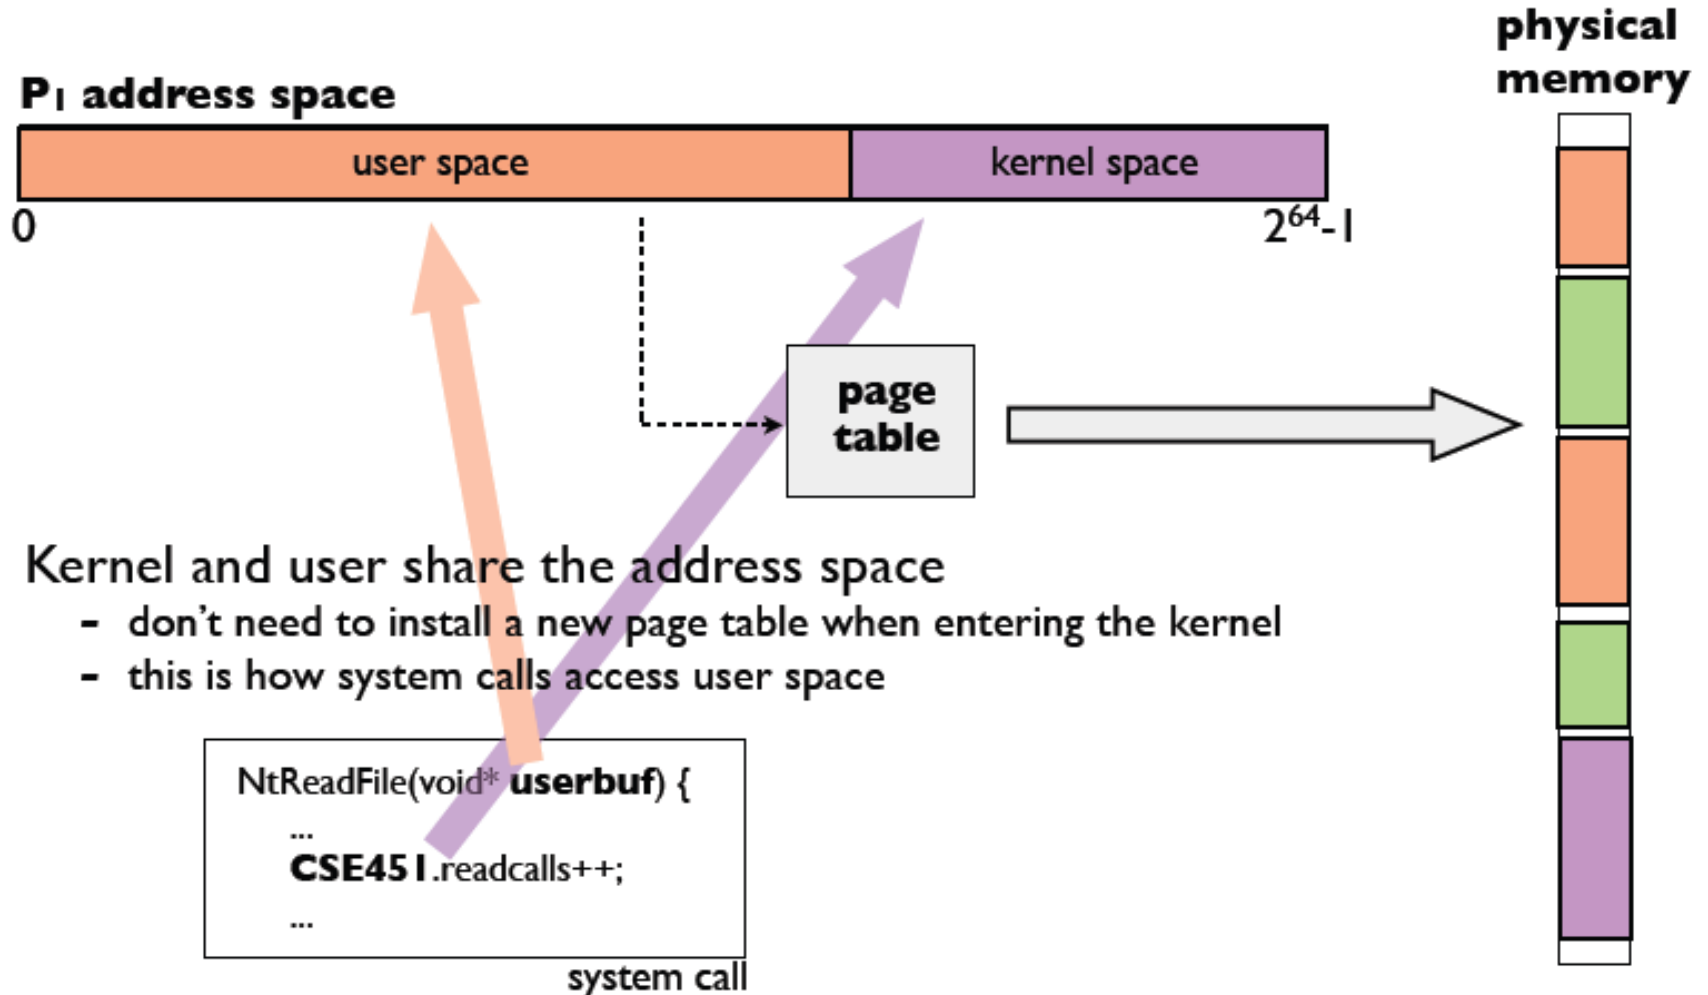 physical
memory
P1 address space
user space
kernel space
0
2⁶⁴-1
page
table
Kernel and user share the address space
- don't need to install a new page table when entering the kernel
- this is how system calls access user space
NtReadFile(void* userbuf) {
...
CSE451.readcalls++;
...
system call